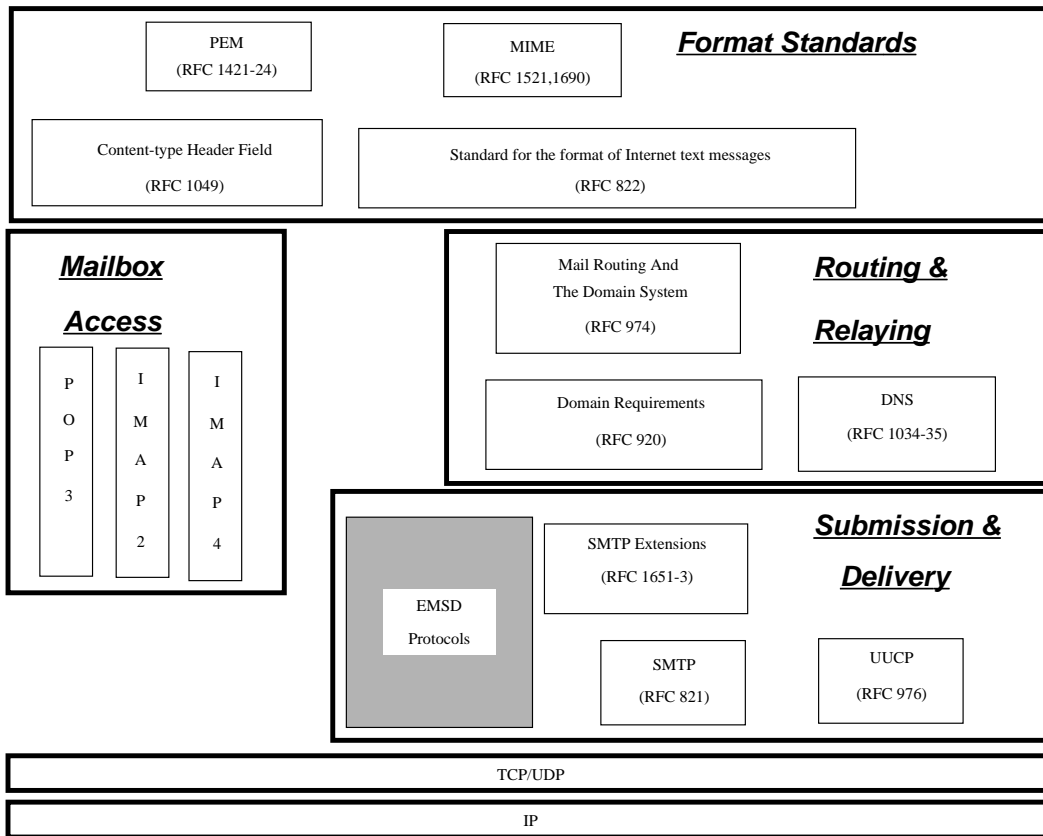 Format Standards
PEM
(RFC 1421-24)
MIME
(RFC 1521,1690)
Content-type Header Field
(RFC 1049)
Standard for the format of Internet text messages
(RFC 822)
Mailbox
Access
POP3
IMAP2
IMAP4
Routing &
Relaying
Mail Routing And
The Domain System
(RFC 974)
Domain Requirements
(RFC 920)
DNS
(RFC 1034-35)
Submission &
Delivery
EMSD
Protocols
SMTP Extensions
(RFC 1651-3)
SMTP
(RFC 821)
UUCP
(RFC 976)
TCP/UDP
IP